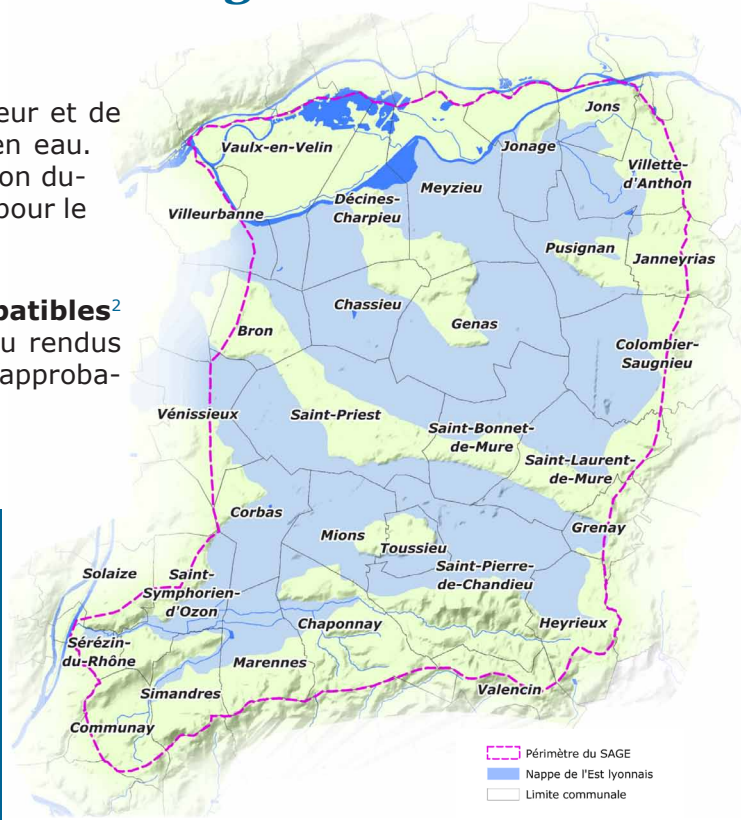 g
eur et de
en eau.
on du-
pour le
patibles2
u rendus
approba-
Jons
Vaulx-en-Velin
Jonage
Villette-
d'Anthon
Meyzieu
Décines-
Charpieu
Villeurbanne
Pusignan
Janneyrias
Chassieu
Genas
Bron
Colombier-
Saugnieu
Vénissieux
Saint-Priest
Saint-Bonnet-
de-Mure
Saint-Laurent-
de-Mure
Corbas
Grenay
Mions
Toussieu
Saint-Pierre-
de-Chandieu
Solaize
Saint-
Symphorien-
d'Ozon
Chaponnay
Heyrieux
Sérézin-
du-Rhône
Marennes
Simandres
Valencin
Communay
Périmètre du SAGE
Nappe de l'Est lyonnais
Limite communale